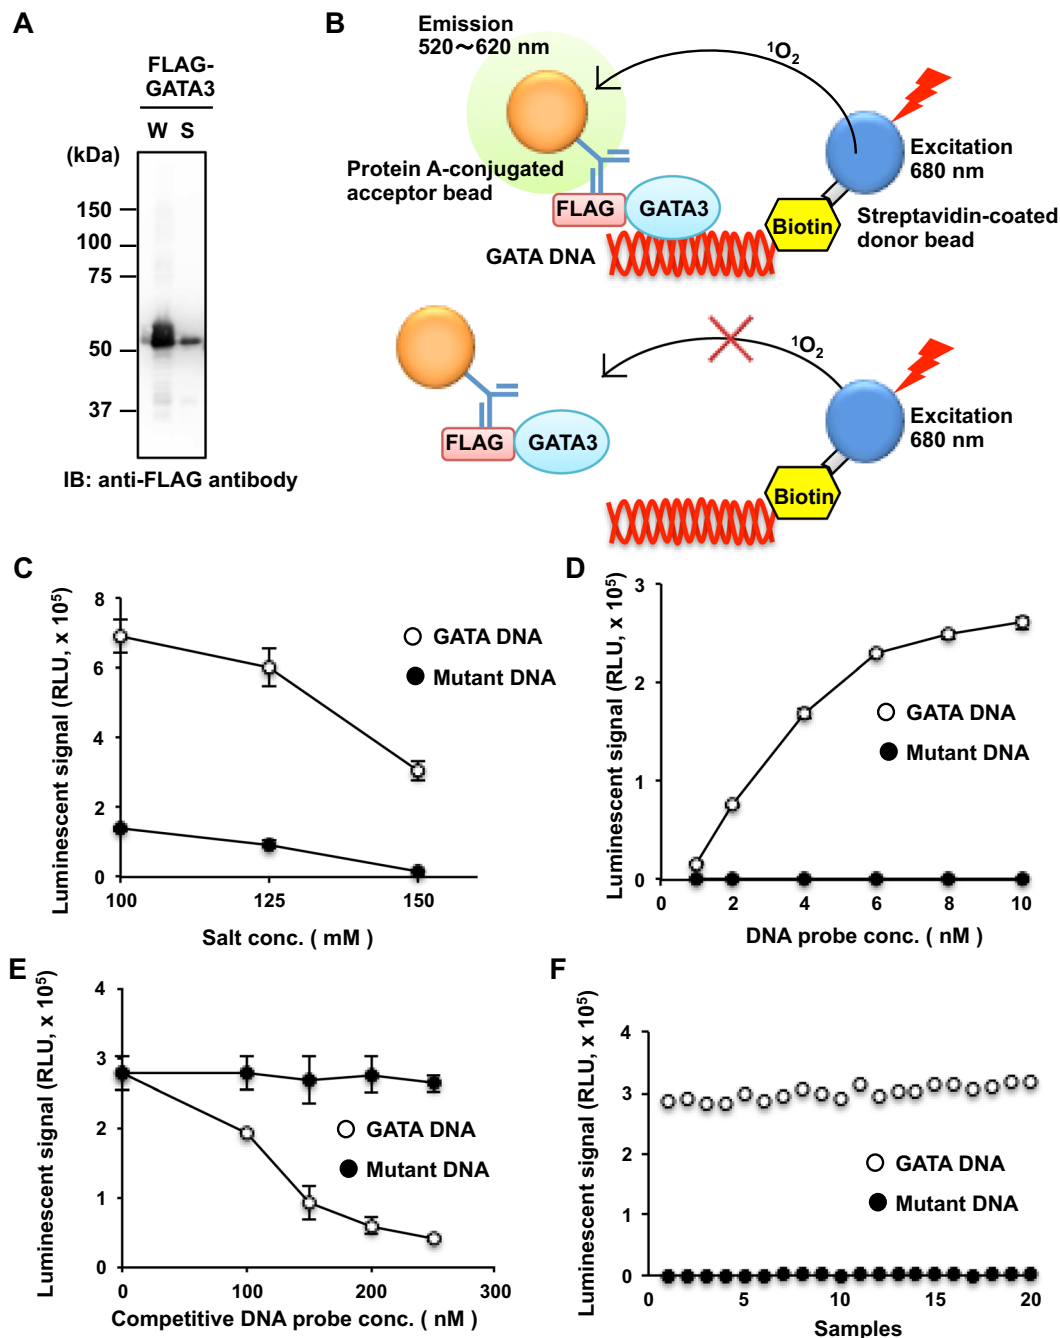 A
FLAG-
GATA3
W S
(kDa)
150
100
75
50
37
IB: anti-FLAG antibody
B
Emission
520～620 nm
¹O₂
Protein A-conjugated
acceptor bead
Excitation
680 nm
FLAG
GATA3
Biotin
Streptavidin-coated
donor bead
GATA DNA
¹O₂
Excitation
680 nm
FLAG
GATA3
Biotin
C
Luminescent signal (RLU, x 10⁵)
8
6
4
2
0
100
125
150
GATA DNA
Mutant DNA
Salt conc. ( mM )
D
Luminescent signal (RLU, x 10⁵)
3
2
1
0
0 2 4 6 8 10
GATA DNA
Mutant DNA
DNA probe conc. ( nM )
E
Luminescent signal (RLU, x 10⁵)
4
3
2
1
0
0 100 200 300
GATA DNA
Mutant DNA
Competitive DNA probe conc. ( nM )
F
Luminescent signal (RLU, x 10⁵)
4
3
2
1
0
0 5 10 15 20
GATA DNA
Mutant DNA
Samples